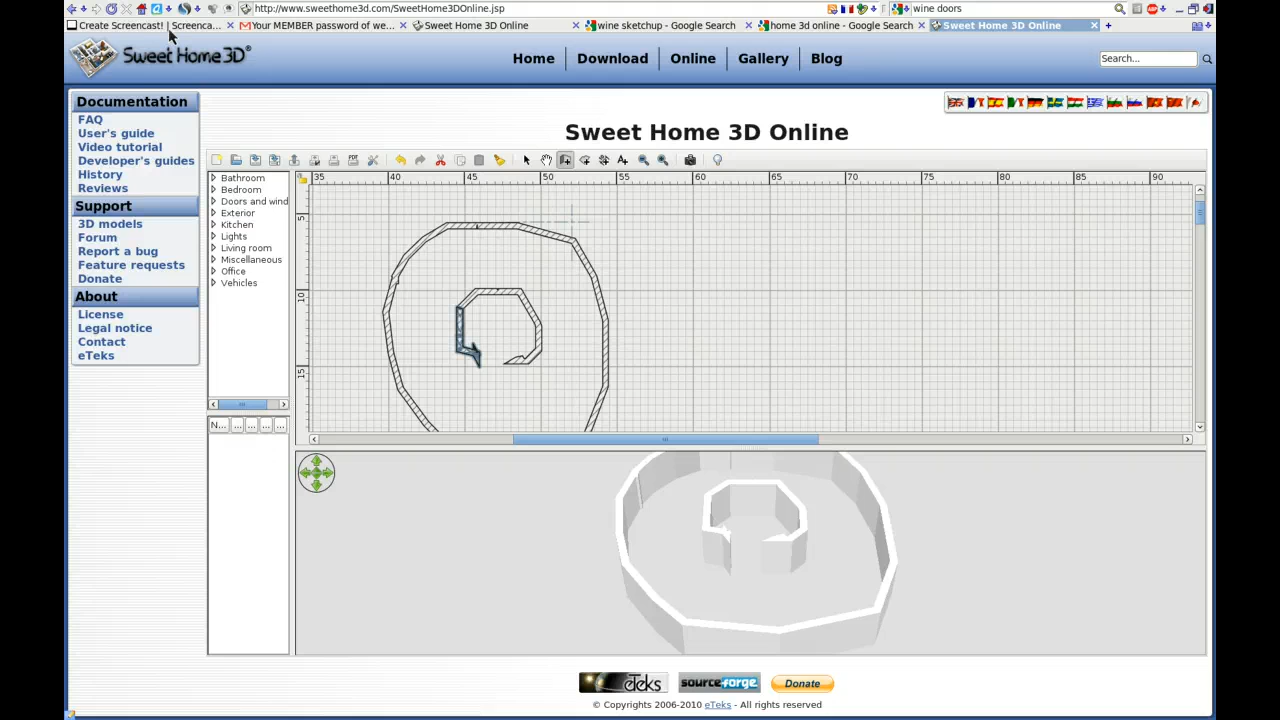 http://www.sweethome3d.com/SweetHome3DOnline.jsp
wine doors
Create Screencast! | Screenca...
Your MEMBER password of we...
Sweet Home 3D Online
wine sketchup - Google Search
home 3d online - Google Search
Sweet Home 3D Online
Sweet Home 3D®
Home
Download
Online
Gallery
Blog
Search...
Documentation
FAQ
User's guide
Video tutorial
Developer's guides
History
Reviews
Support
3D models
Forum
Report a bug
Feature requests
Donate
About
License
Legal notice
Contact
eTeks
Sweet Home 3D Online
PDF
Bathroom
Bedroom
Doors and wind
Exterior
Kitchen
Lights
Living room
Miscellaneous
Office
Vehicles
N... ... ... ... ...
35 40 45 50 55 60 65 70 75 80 85 90
5
10
15
eTeks
sourceforge
Donate
© Copyrights 2006-2010 eTeks - All rights reserved